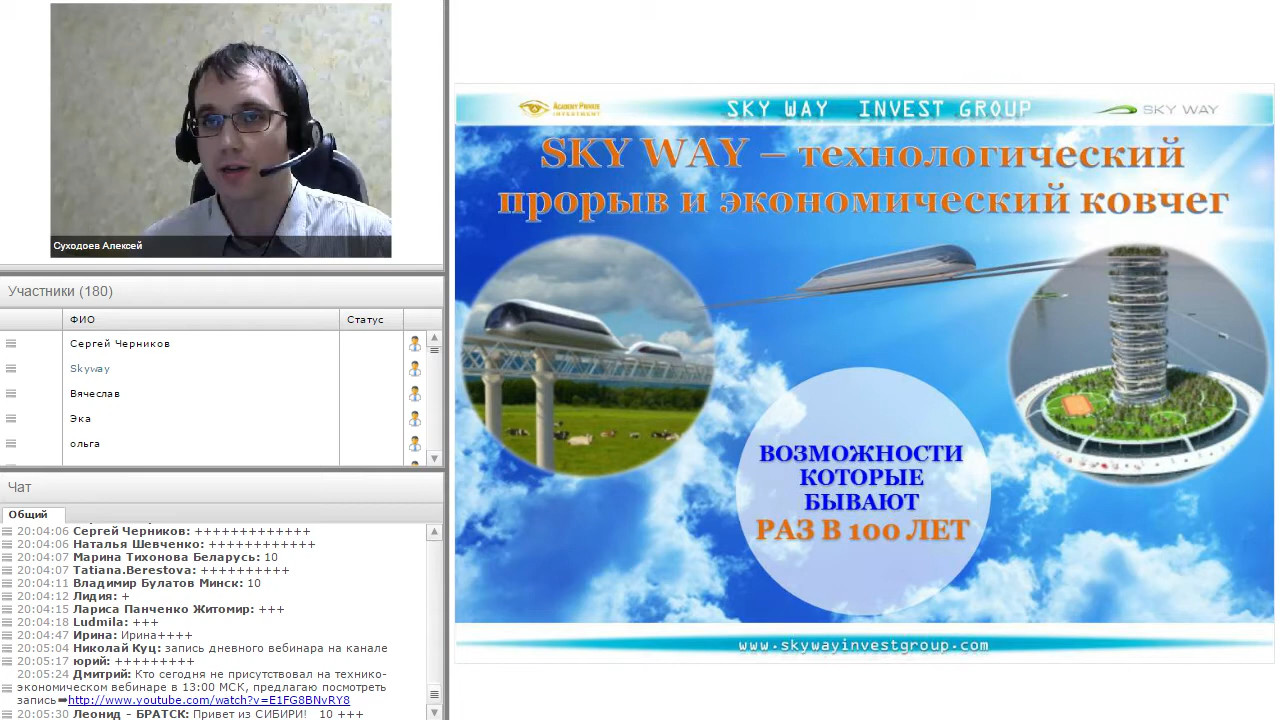 Суходоев Алексей
Участники (180)
ФИО
Статус
Сергей Черников
Skyway
Вячеслав
Эка
ольга
Чат
Общий
20:04:06 Сергей Черников: +++++++++++++
20:04:06 Наталья Шевченко: ++++++++++++
20:04:07 Марина Тихонова Беларусь: 10
20:04:07 Tatiana.Berestova: ++++++++++
20:04:11 Владимир Булатов Минск: 10
20:04:12 Лидия: +
20:04:15 Лариса Панченко Житомир: +++
20:04:18 Ludmila: +++
20:04:47 Ирина: Ирина++++
20:05:04 Николай Куц: запись дневного вебинара на канале
20:05:17 юрий: +++++++++
20:05:24 Дмитрий: Кто сегодня не присутствовал на технико-
экономическом вебинаре в 13:00 МСК, предлагаю посмотреть
запись➡http://www.youtube.com/watch?v=E1FG8BNvRY8
20:05:30 Леонид - БРАТСК: Привет из СИБИРИ! 10 +++
ACADEMY PRIVATE
INVESTMENT
SKY WAY INVEST GROUP
SKY WAY
SKY WAY – технологический
прорыв и экономический ковчег
ВОЗМОЖНОСТИ
КОТОРЫЕ
БЫВАЮТ
РАЗ В 100 ЛЕТ
www.skywayinvestgroup.com